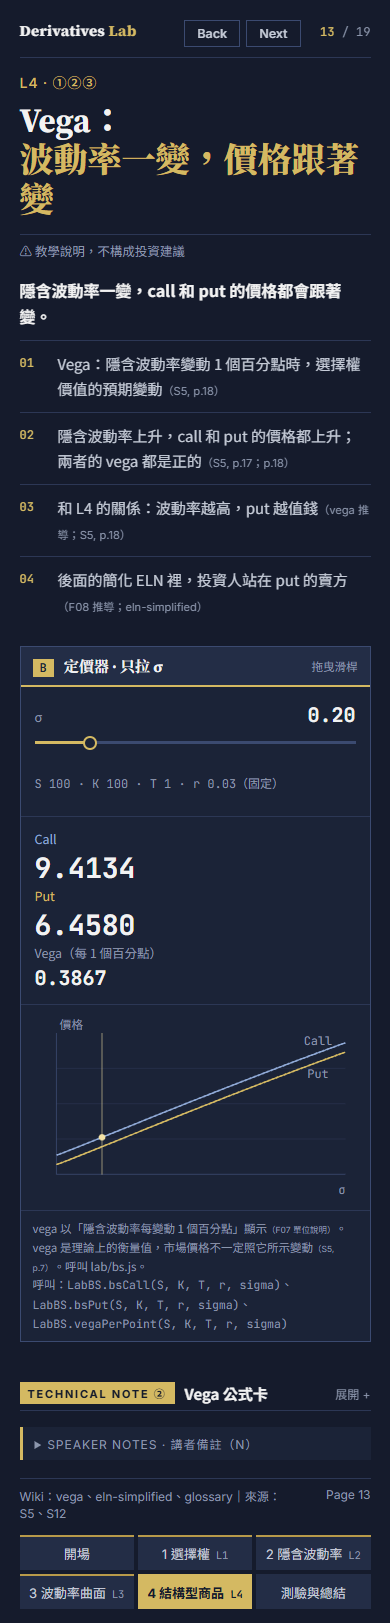 Derivatives Lab
Back
Next
13 / 19
L4 · ①②③
Vega：
波動率一變，價格跟著
變
⚠ 教學說明，不構成投資建議
隱含波動率一變，call 和 put 的價格都會跟著
變。
01 Vega：隱含波動率變動 1 個百分點時，選擇權
價值的預期變動（S5, p.18）
02 隱含波動率上升，call 和 put 的價格都上升；
兩者的 vega 都是正的（S5, p.17；p.18）
03 和 L4 的關係：波動率越高，put 越值錢（vega 推
導；S5, p.18）
04 後面的簡化 ELN 裡，投資人站在 put 的賣方
（F08 推導；eln-simplified）
B 定價器 · 只拉 σ 拖曳滑桿
σ 0.20
S 100 · K 100 · T 1 · r 0.03（固定）
Call
9.4134
Put
6.4580
Vega（每 1 個百分點）
0.3867
價格
Call
Put
σ
vega 以「隱含波動率每變動 1 個百分點」顯示（F07 單位說明）。
vega 是理論上的衡量值，市場價格不一定照它所示變動（S5,
p.7）。呼叫 lab/bs.js。
呼叫：LabBS.bsCall(S, K, T, r, sigma)、
LabBS.bsPut(S, K, T, r, sigma)、
LabBS.vegaPerPoint(S, K, T, r, sigma)
TECHNICAL NOTE ② Vega 公式卡 展開 +
▶ SPEAKER NOTES · 講者備註（N）
Wiki：vega、eln-simplified、glossary｜來源：
S5、S12
Page 13
開場
1 選擇權 L1
2 隱含波動率 L2
3 波動率曲面 L3
4 結構型商品 L4
測驗與總結